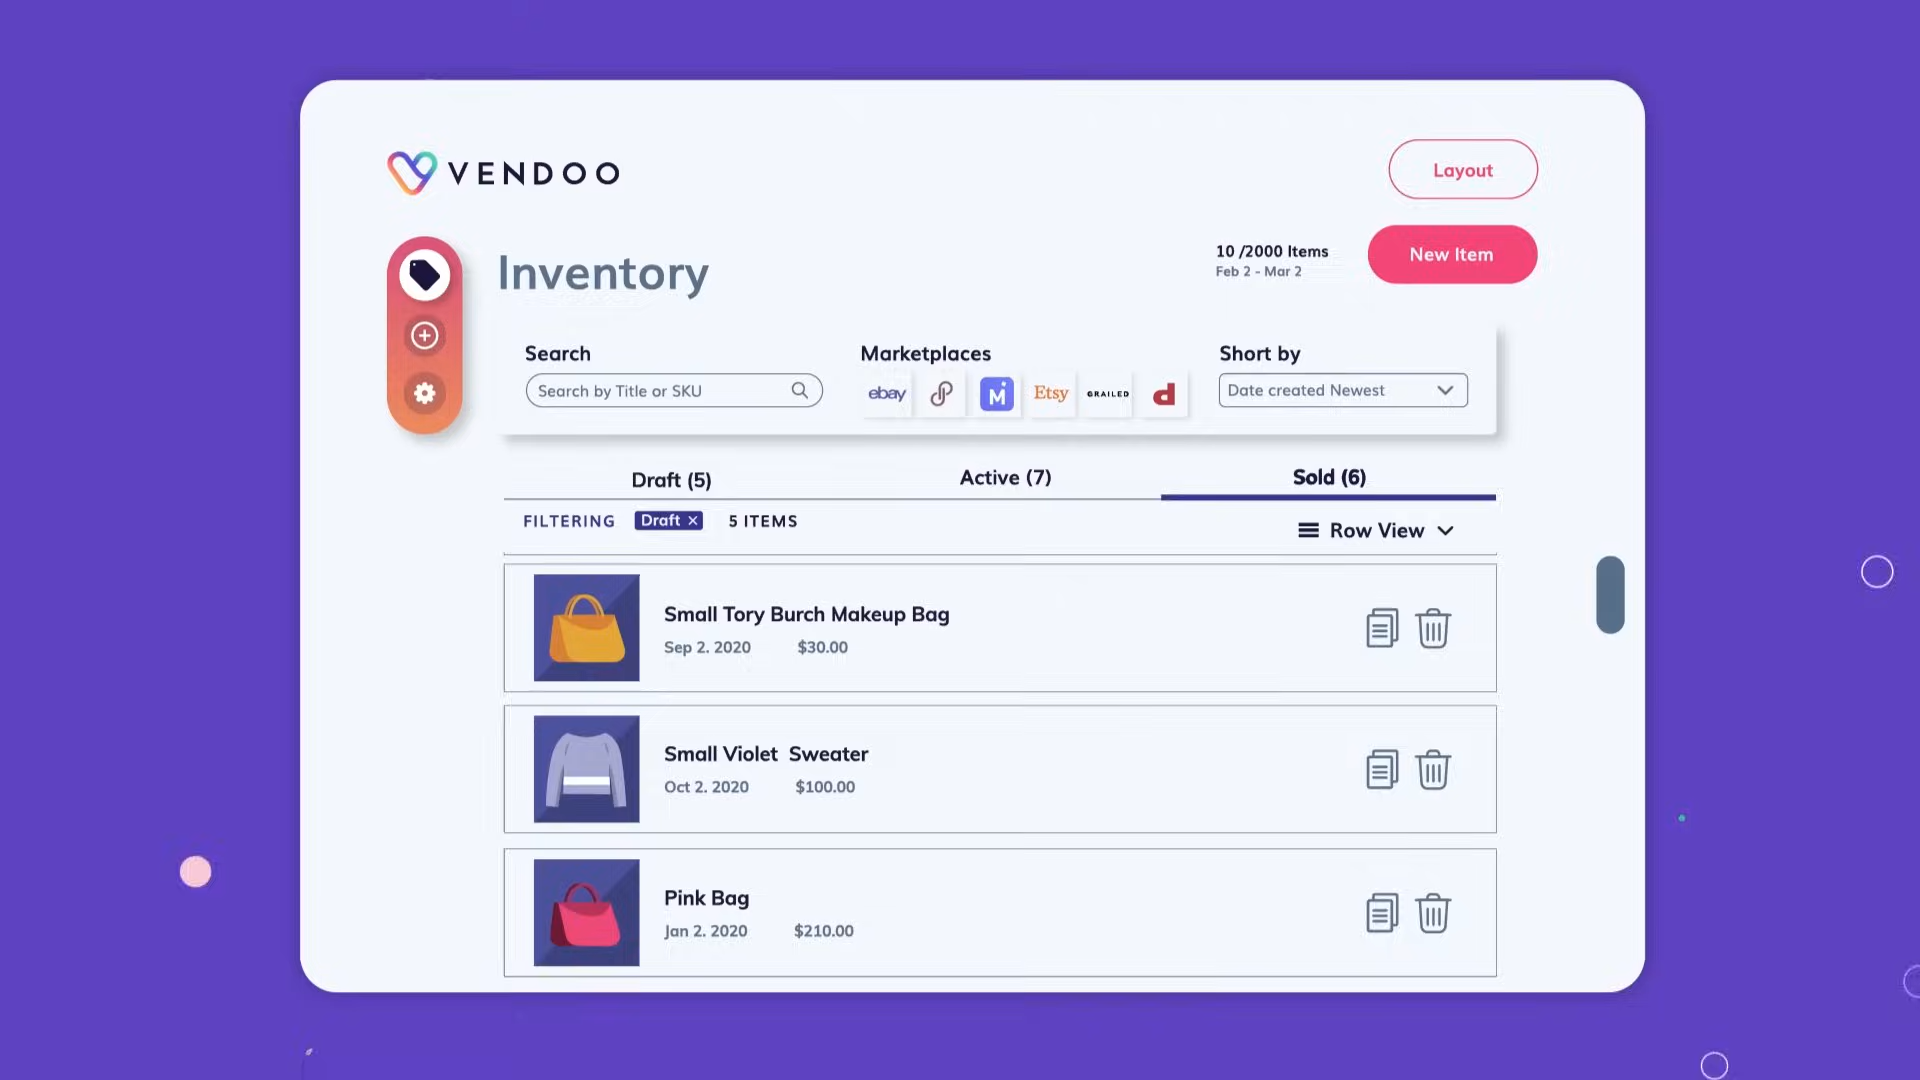 VENDOO
Layout
Inventory
10 /2000 Items
Feb 2 - Mar 2
New Item
Search
Marketplaces
Short by
Search by Title or SKU
ebay
M
Etsy
GRAILED
d
Date created Newest
Draft (5)
Active (7)
Sold (6)
FILTERING
Draft ×
5 ITEMS
Row View
Small Tory Burch Makeup Bag
Sep 2. 2020 $30.00
Small Violet Sweater
Oct 2. 2020 $100.00
Pink Bag
Jan 2. 2020 $210.00